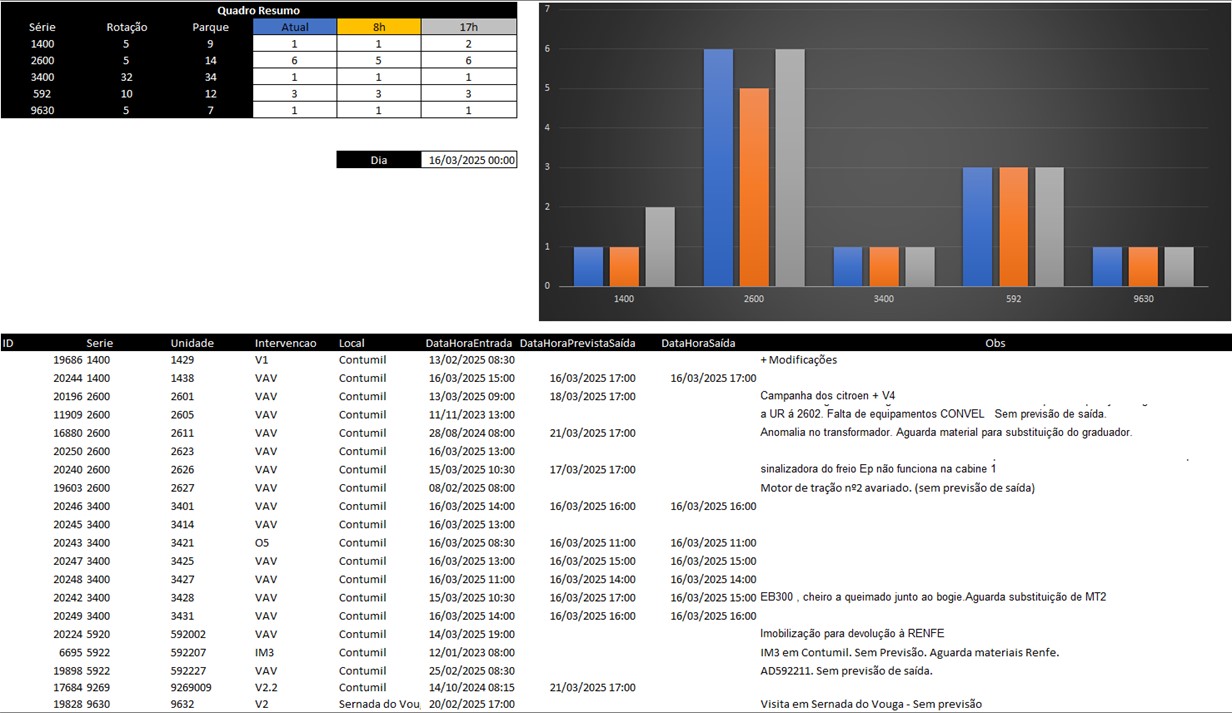 Quadro Resumo
Série Rotação Parque Atual 8h 17h
1400 5 9 1 1 2
2600 5 14 6 5 6
3400 32 34 1 1 1
592 10 12 3 3 3
9630 5 7 1 1 1
Dia 16/03/2025 00:00
7
6
5
4
3
2
1
0
1400 2600 3400 592 9630
ID Serie Unidade Intervencao Local DataHoraEntrada DataHoraPrevistaSaída DataHoraSaída Obs
19686 1400 1429 V1 Contumil 13/02/2025 08:30 + Modificações
20244 1400 1438 VAV Contumil 16/03/2025 15:00 16/03/2025 17:00 16/03/2025 17:00
20196 2600 2601 VAV Contumil 13/03/2025 09:00 18/03/2025 17:00 Campanha dos citroen + V4
11909 2600 2605 VAV Contumil 11/11/2023 13:00 a UR á 2602. Falta de equipamentos CONVEL Sem previsão de saída.
16880 2600 2611 VAV Contumil 28/08/2024 08:00 21/03/2025 17:00 Anomalia no transformador. Aguarda material para substituição do graduador.
20250 2600 2623 VAV Contumil 16/03/2025 13:00
20240 2600 2626 VAV Contumil 15/03/2025 10:30 17/03/2025 17:00 sinalizadora do freio Ep não funciona na cabine 1
19603 2600 2627 VAV Contumil 08/02/2025 08:00 Motor de tração nº2 avariado. (sem previsão de saída)
20246 3400 3401 VAV Contumil 16/03/2025 14:00 16/03/2025 16:00 16/03/2025 16:00
20245 3400 3414 VAV Contumil 16/03/2025 13:00
20243 3400 3421 O5 Contumil 16/03/2025 08:30 16/03/2025 11:00 16/03/2025 11:00
20247 3400 3425 VAV Contumil 16/03/2025 13:00 16/03/2025 15:00 16/03/2025 15:00
20248 3400 3427 VAV Contumil 16/03/2025 11:00 16/03/2025 14:00 16/03/2025 14:00
20242 3400 3428 VAV Contumil 15/03/2025 10:30 16/03/2025 17:00 16/03/2025 15:00 EB300 , cheiro a queimado junto ao bogie.Aguarda substituição de MT2
20249 3400 3431 VAV Contumil 16/03/2025 14:00 16/03/2025 16:00 16/03/2025 16:00
20224 5920 592002 VAV Contumil 14/03/2025 19:00 Imobilização para devolução à RENFE
6695 5922 592207 IM3 Contumil 12/01/2023 08:00 IM3 em Contumil. Sem Previsão. Aguarda materiais Renfe.
19898 5922 592227 VAV Contumil 25/02/2025 08:30 AD592211. Sem previsão de saída.
17684 9269 9269009 V2.2 Contumil 14/10/2024 08:15 21/03/2025 17:00
19828 9630 9632 V2 Sernada do Vou 20/02/2025 17:00 Visita em Sernada do Vouga - Sem previsão